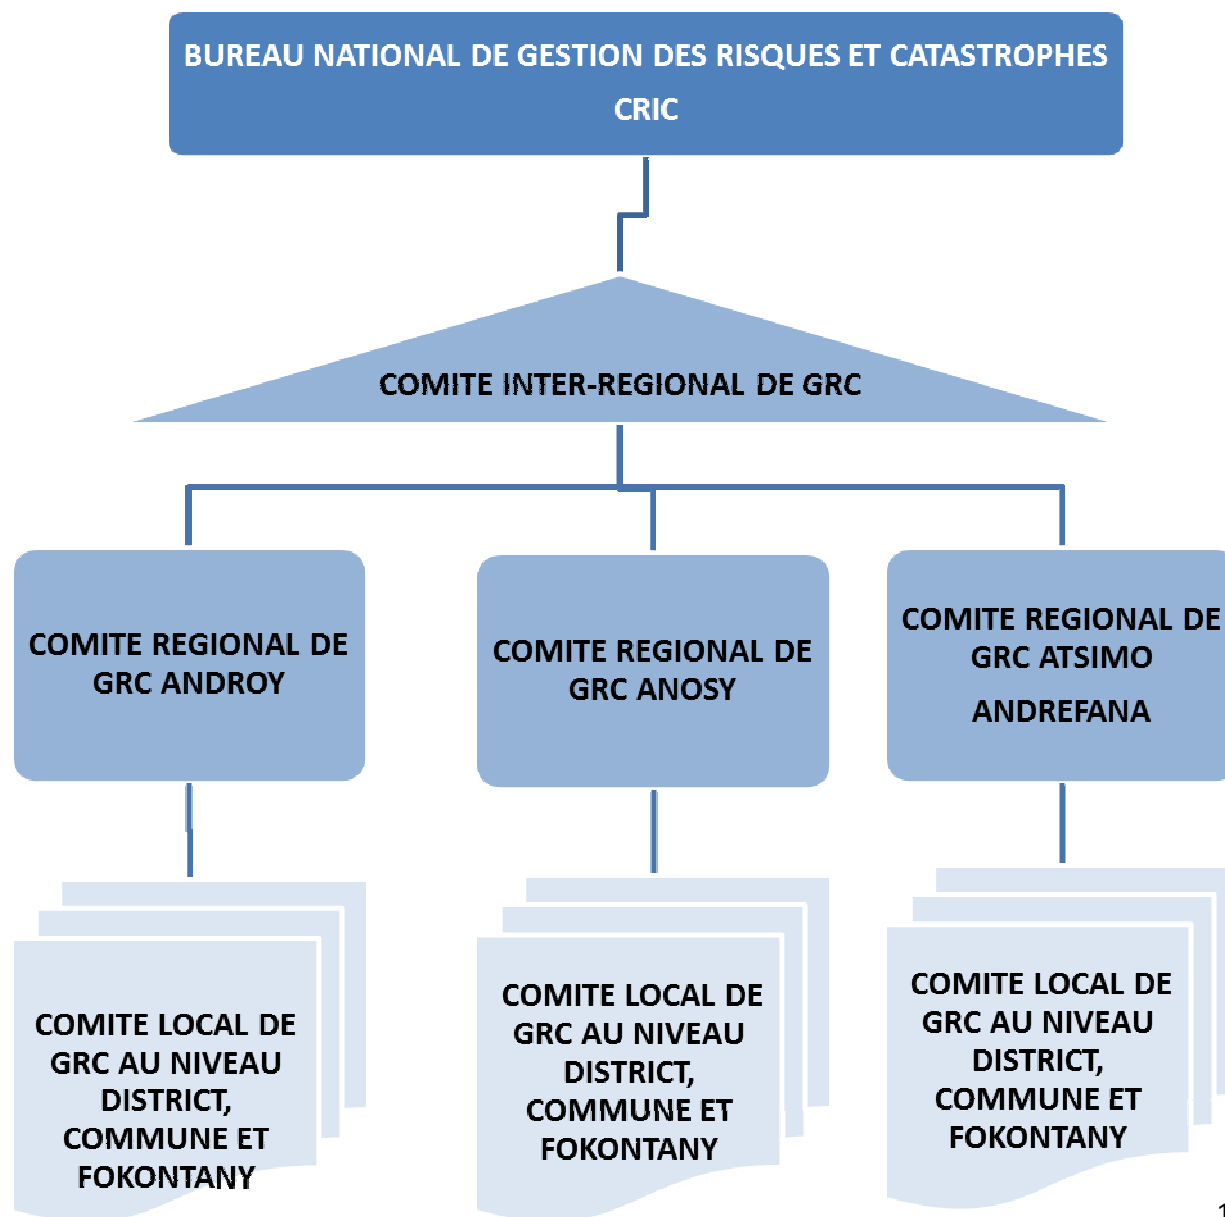 BUREAU NATIONAL DE GESTION DES RISQUES ET CATASTROPHES
CRIC
COMITE INTER-REGIONAL DE GRC
COMITE REGIONAL DE
GRC ANDROY
COMITE REGIONAL DE
GRC ANOSY
COMITE REGIONAL DE
GRC ATSIMO
ANDREFANA
COMITE LOCAL DE
GRC AU NIVEAU
DISTRICT,
COMMUNE ET
FOKONTANY
COMITE LOCAL DE
GRC AU NIVEAU
DISTRICT,
COMMUNE ET
FOKONTANY
COMITE LOCAL DE
GRC AU NIVEAU
DISTRICT,
COMMUNE ET
FOKONTANY
1